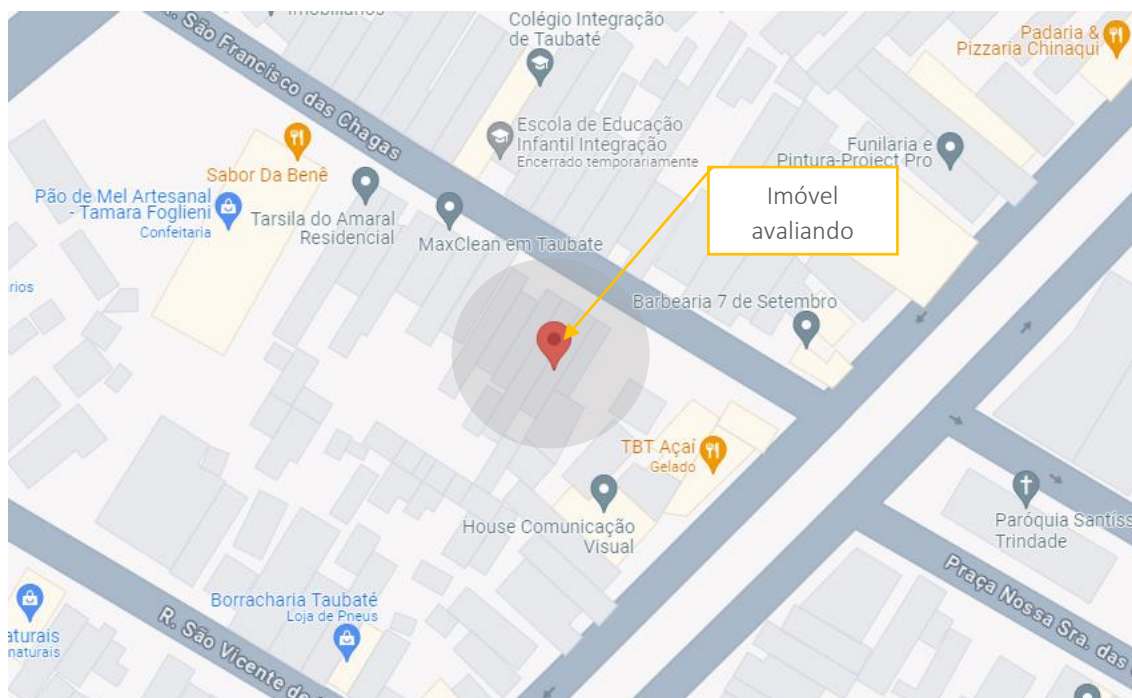 Imobiliários
R. São Francisco das Chagas
Colégio Integração
de Taubaté
Padaria &
Pizzaria Chinaqui
Escola de Educação
Infantil Integração
Encerrado temporariamente
Funilaria e
Pintura-Project Pro
Sabor Da Benê
Imóvel
avaliando
Pão de Mel Artesanal
- Tamara Foglieni
Confeitaria
Tarsila do Amaral
Residencial
MaxClean em Taubate
rios
Barbearia 7 de Setembro
TBT Açaí
Gelado
House Comunicação
Visual
Paróquia Santíss
Trindade
Praça Nossa Sra. das
Borracharia Taubaté
Loja de Pneus
aturais
naturais
R. São Vicente de